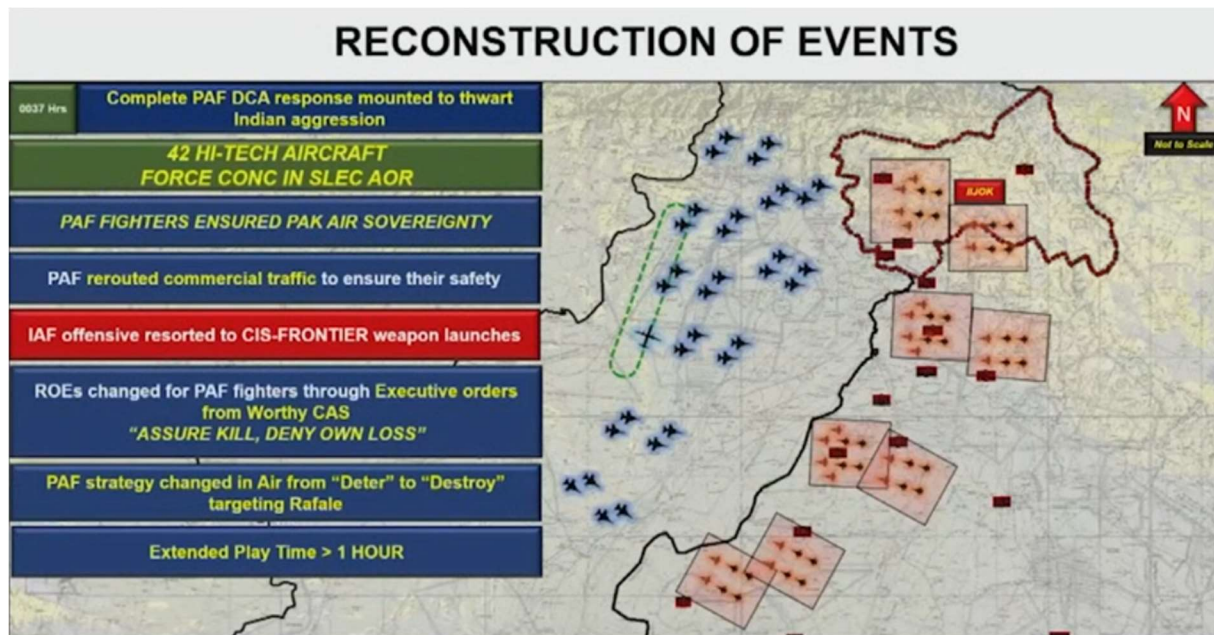 RECONSTRUCTION OF EVENTS
0037 Hrs
Complete PAF DCA response mounted to thwart
Indian aggression
42 HI-TECH AIRCRAFT
FORCE CONC IN SLEC AOR
PAF FIGHTERS ENSURED PAK AIR SOVEREIGNTY
PAF rerouted commercial traffic to ensure their safety
IAF offensive resorted to CIS-FRONTIER weapon launches
ROEs changed for PAF fighters through Executive orders
from Worthy CAS
“ASSURE KILL, DENY OWN LOSS”
PAF strategy changed in Air from “Deter” to “Destroy”
targeting Rafale
Extended Play Time > 1 HOUR
N
Not to Scale
IIJOK